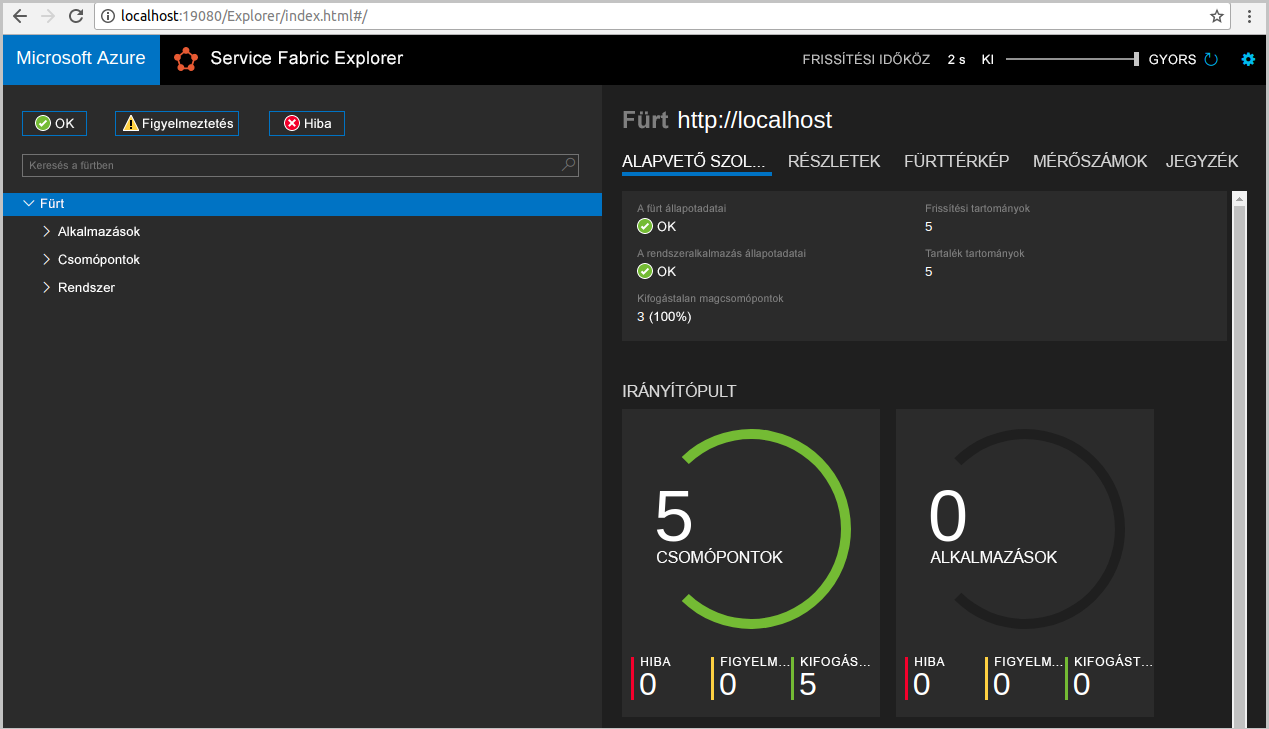 localhost:19080/Explorer/index.html#/
Microsoft Azure
Service Fabric Explorer
FRISSÍTÉSI IDŐKÖZ 2 s KI GYORS
OK Figyelmeztetés Hiba
Keresés a fürtben
Fürt
Alkalmazások
Csomópontok
Rendszer
Fürt http://localhost
ALAPVETŐ SZOL... RÉSZLETEK FÜRTTÉRKÉP MÉRŐSZÁMOK JEGYZÉK
A fürt állapotadatai
OK
Frissítési tartományok
5
A rendszeralkalmazás állapotadatai
OK
Tartalék tartományok
5
Kifogástalan magcsomópontok
3 (100%)
IRÁNYÍTÓPULT
5
CSOMÓPONTOK
HIBA FIGYELM... KIFOGÁS...
0 0 5
0
ALKALMAZÁSOK
HIBA FIGYELM... KIFOGÁST...
0 0 0